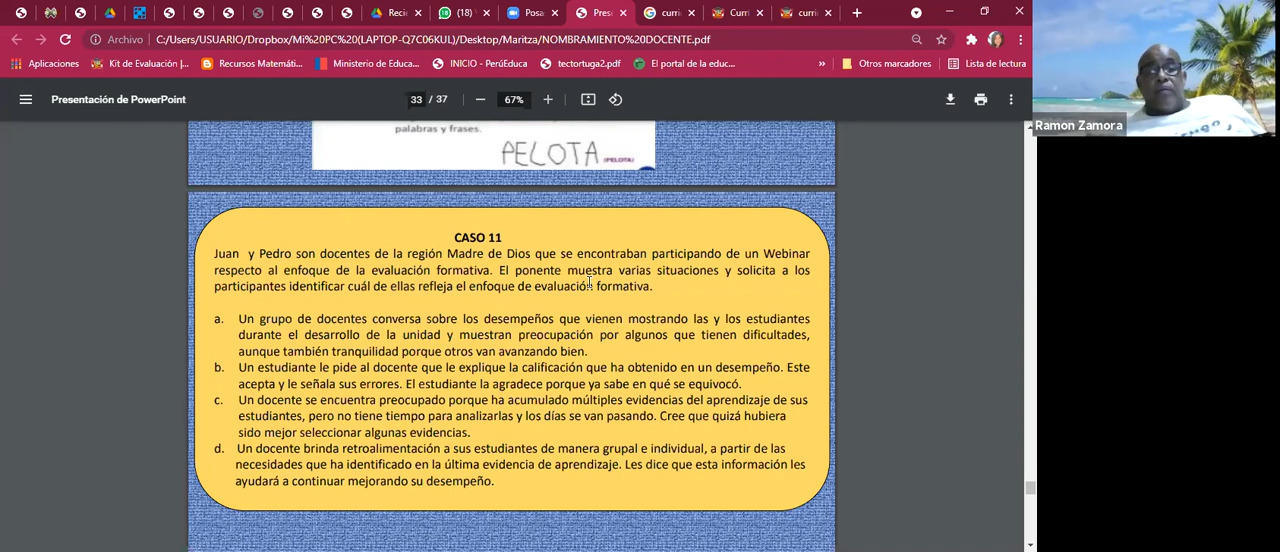 Recie
(18)
Posa
Pres
curri
Curri
curri
Archivo
C:/Users/USUARIO/Dropbox/Mi%20PC%20(LAPTOP-Q7C06KUL)/Desktop/Maritza/NOMBRAMIENTO%20DOCENTE.pdf
Aplicaciones
Kit de Evaluación |...
Recursos Matemáti...
Ministerio de Educa...
INICIO - PerúEduca
tectortuga2.pdf
El portal de la educ...
»
Otros marcadores
Lista de lectura
Presentación de PowerPoint
33 / 37
67%
Ramon Zamora
palabras y frases.
PELOTA (PELOTA)
CASO 11
Juan y Pedro son docentes de la región Madre de Dios que se encontraban participando de un Webinar
respecto al enfoque de la evaluación formativa. El ponente muestra varias situaciones y solicita a los
participantes identificar cuál de ellas refleja el enfoque de evaluación formativa.
a. Un grupo de docentes conversa sobre los desempeños que vienen mostrando las y los estudiantes
durante el desarrollo de la unidad y muestran preocupación por algunos que tienen dificultades,
aunque también tranquilidad porque otros van avanzando bien.
b. Un estudiante le pide al docente que le explique la calificación que ha obtenido en un desempeño. Este
acepta y le señala sus errores. El estudiante la agradece porque ya sabe en qué se equivocó.
c. Un docente se encuentra preocupado porque ha acumulado múltiples evidencias del aprendizaje de sus
estudiantes, pero no tiene tiempo para analizarlas y los días se van pasando. Cree que quizá hubiera
sido mejor seleccionar algunas evidencias.
d. Un docente brinda retroalimentación a sus estudiantes de manera grupal e individual, a partir de las
necesidades que ha identificado en la última evidencia de aprendizaje. Les dice que esta información les
ayudará a continuar mejorando su desempeño.